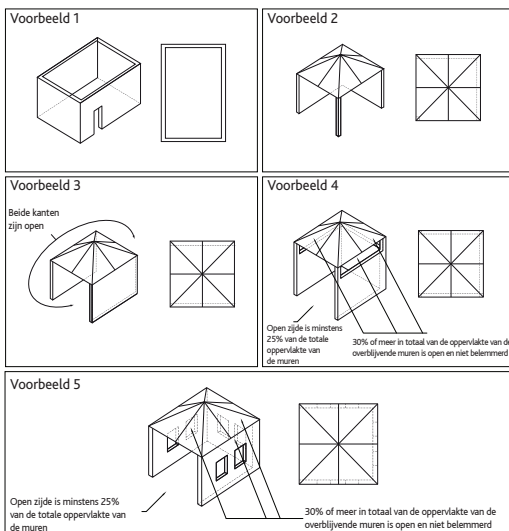 Voorbeeld 1
Voorbeeld 2
Voorbeeld 3
Beide kanten
zijn open
Voorbeeld 4
Open zijde is minstens
25% van de totale
oppervlakte van
de muren
30% of meer in totaal van de oppervlakte van de
overblijvende muren is open en niet belemmerd
Voorbeeld 5
Open zijde is minstens 25%
van de totale oppervlakte van
de muren
30% of meer in totaal van de oppervlakte van de
overblijvende muren is open en niet belemmerd